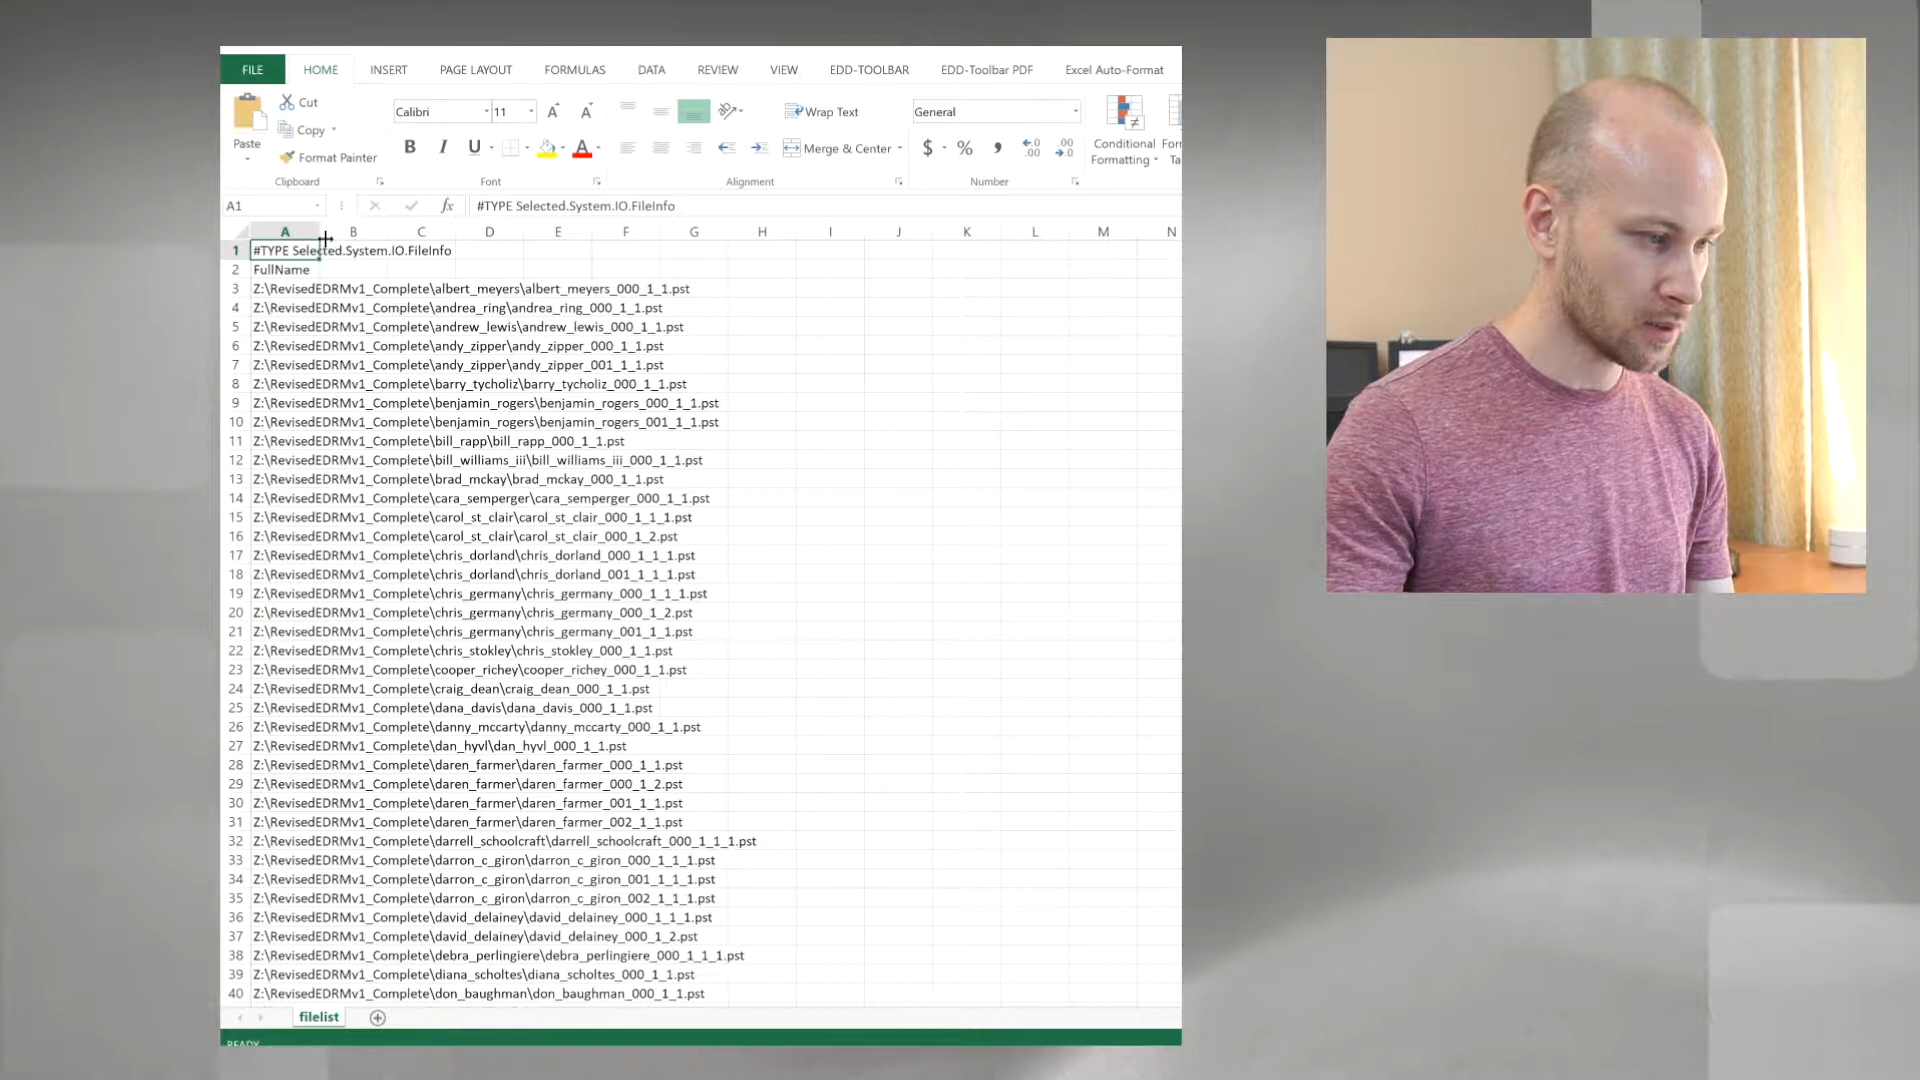 FILE HOME INSERT PAGE LAYOUT FORMULAS DATA REVIEW VIEW EDD-TOOLBAR EDD-Toolbar PDF Excel Auto-Format
Cut
Copy
Format Painter
Paste
Clipboard
Calibri 11
B I U A
Font
Wrap Text
Merge & Center
Alignment
General
$ % ,
Number
Conditional
Formatting
A1 fx #TYPE Selected.System.IO.FileInfo
A B C D E F G H I J K L M N
1 #TYPE Selected.System.IO.FileInfo
2 FullName
3 Z:\RevisedEDRMv1_Complete\albert_meyers\albert_meyers_000_1_1.pst
4 Z:\RevisedEDRMv1_Complete\andrea_ring\andrea_ring_000_1_1.pst
5 Z:\RevisedEDRMv1_Complete\andrew_lewis\andrew_lewis_000_1_1.pst
6 Z:\RevisedEDRMv1_Complete\andy_zipper\andy_zipper_000_1_1.pst
7 Z:\RevisedEDRMv1_Complete\andy_zipper\andy_zipper_001_1_1.pst
8 Z:\RevisedEDRMv1_Complete\barry_tycholiz\barry_tycholiz_000_1_1.pst
9 Z:\RevisedEDRMv1_Complete\benjamin_rogers\benjamin_rogers_000_1_1.pst
10 Z:\RevisedEDRMv1_Complete\benjamin_rogers\benjamin_rogers_001_1_1.pst
11 Z:\RevisedEDRMv1_Complete\bill_rapp\bill_rapp_000_1_1.pst
12 Z:\RevisedEDRMv1_Complete\bill_williams_iii\bill_williams_iii_000_1_1.pst
13 Z:\RevisedEDRMv1_Complete\brad_mckay\brad_mckay_000_1_1.pst
14 Z:\RevisedEDRMv1_Complete\cara_semperger\cara_semperger_000_1_1.pst
15 Z:\RevisedEDRMv1_Complete\carol_st_clair\carol_st_clair_000_1_1_1.pst
16 Z:\RevisedEDRMv1_Complete\carol_st_clair\carol_st_clair_000_1_2.pst
17 Z:\RevisedEDRMv1_Complete\chris_dorland\chris_dorland_000_1_1_1.pst
18 Z:\RevisedEDRMv1_Complete\chris_dorland\chris_dorland_001_1_1_1.pst
19 Z:\RevisedEDRMv1_Complete\chris_germany\chris_germany_000_1_1_1.pst
20 Z:\RevisedEDRMv1_Complete\chris_germany\chris_germany_000_1_2.pst
21 Z:\RevisedEDRMv1_Complete\chris_germany\chris_germany_001_1_1.pst
22 Z:\RevisedEDRMv1_Complete\chris_stokley\chris_stokley_000_1_1.pst
23 Z:\RevisedEDRMv1_Complete\cooper_richey\cooper_richey_000_1_1.pst
24 Z:\RevisedEDRMv1_Complete\craig_dean\craig_dean_000_1_1.pst
25 Z:\RevisedEDRMv1_Complete\dana_davis\dana_davis_000_1_1.pst
26 Z:\RevisedEDRMv1_Complete\danny_mccarty\danny_mccarty_000_1_1.pst
27 Z:\RevisedEDRMv1_Complete\dan_hyvl\dan_hyvl_000_1_1.pst
28 Z:\RevisedEDRMv1_Complete\daren_farmer\daren_farmer_000_1_1.pst
29 Z:\RevisedEDRMv1_Complete\daren_farmer\daren_farmer_000_1_2.pst
30 Z:\RevisedEDRMv1_Complete\daren_farmer\daren_farmer_001_1_1.pst
31 Z:\RevisedEDRMv1_Complete\daren_farmer\daren_farmer_002_1_1.pst
32 Z:\RevisedEDRMv1_Complete\darrell_schoolcraft\darrell_schoolcraft_000_1_1_1.pst
33 Z:\RevisedEDRMv1_Complete\darron_c_giron\darron_c_giron_000_1_1_1.pst
34 Z:\RevisedEDRMv1_Complete\darron_c_giron\darron_c_giron_001_1_1_1.pst
35 Z:\RevisedEDRMv1_Complete\darron_c_giron\darron_c_giron_002_1_1_1.pst
36 Z:\RevisedEDRMv1_Complete\david_delainey\david_delainey_000_1_1_1.pst
37 Z:\RevisedEDRMv1_Complete\david_delainey\david_delainey_000_1_2.pst
38 Z:\RevisedEDRMv1_Complete\debra_perlingiere\debra_perlingiere_000_1_1_1.pst
39 Z:\RevisedEDRMv1_Complete\diana_scholtes\diana_scholtes_000_1_1.pst
40 Z:\RevisedEDRMv1_Complete\don_baughman\don_baughman_000_1_1.pst
filelist
READY